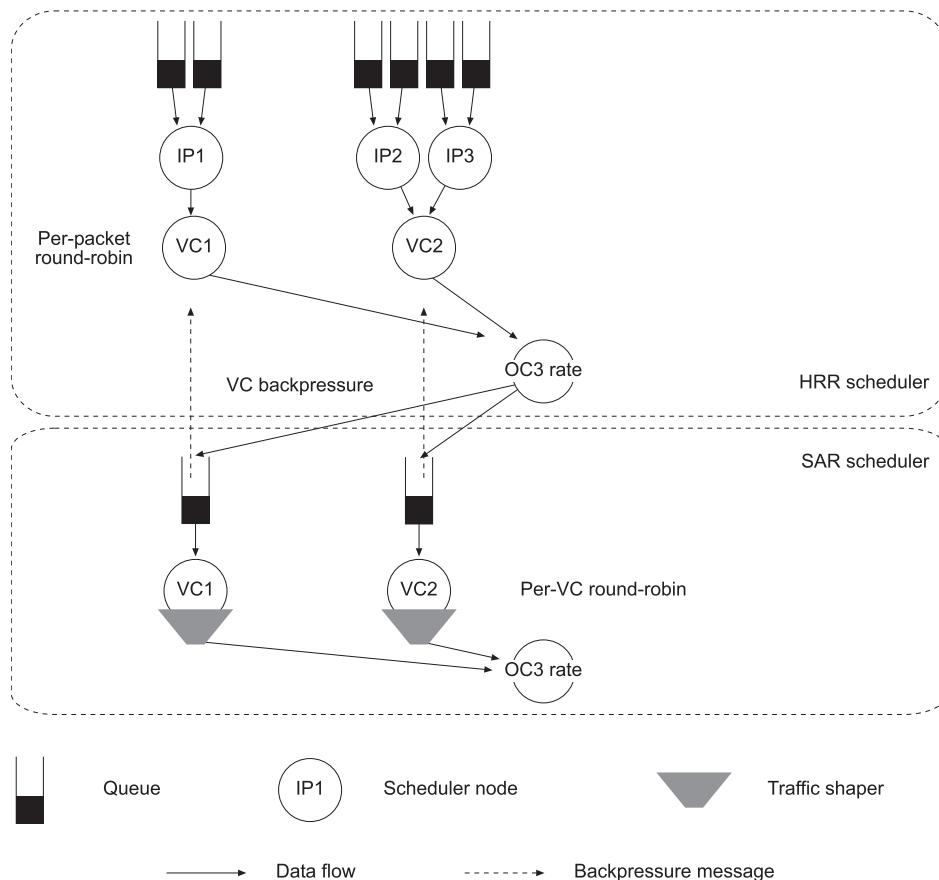 IP1
IP2
IP3
Per-packet
round-robin
VC1
VC2
OC3 rate
VC backpressure
HRR scheduler
SAR scheduler
VC1
VC2
Per-VC round-robin
OC3 rate
Queue
IP1
Scheduler node
Traffic shaper
Data flow
Backpressure message